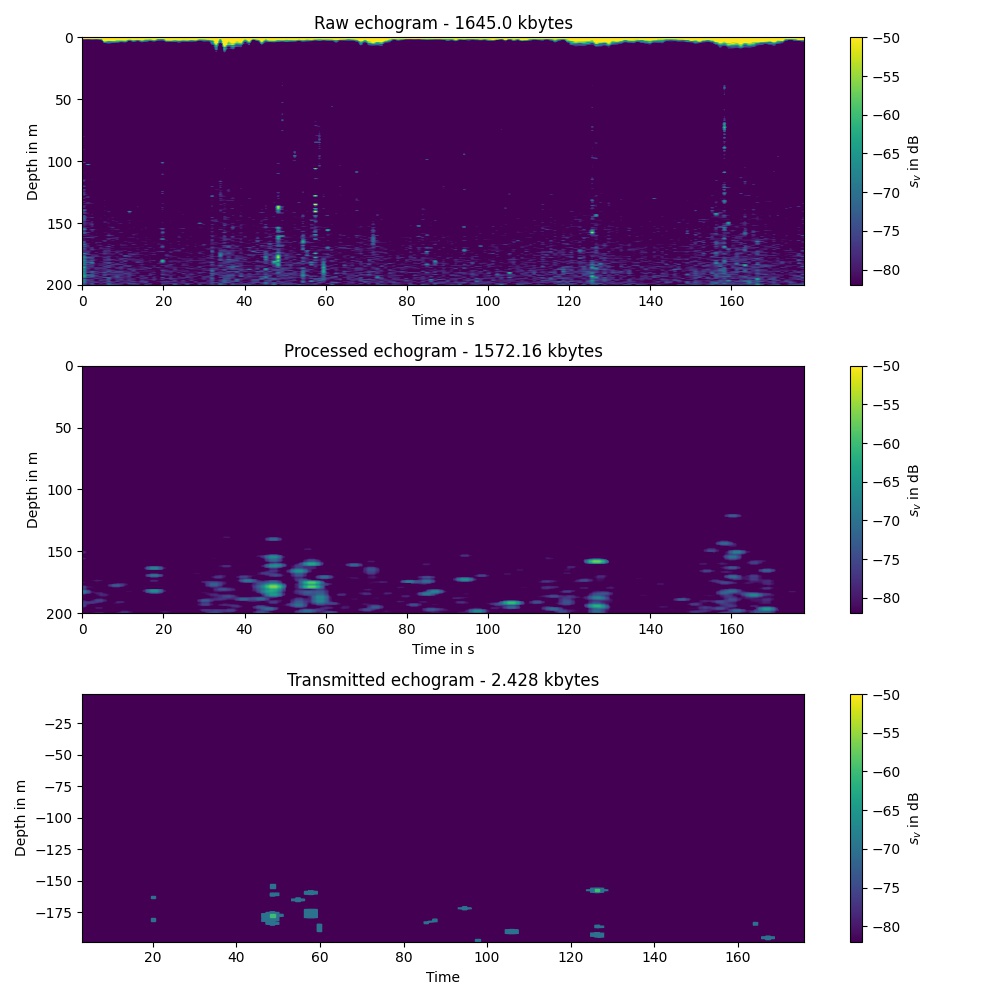 Raw echogram - 1645.0 kbytes
0
50
100
150
200
Depth in m
0 20 40 60 80 100 120 140 160
Time in s
−50
−55
−60
−65
−70
−75
−80
sv in dB
Processed echogram - 1572.16 kbytes
0
50
100
150
200
Depth in m
0 20 40 60 80 100 120 140 160
Time in s
−50
−55
−60
−65
−70
−75
−80
sv in dB
Transmitted echogram - 2.428 kbytes
−25
−50
−75
−100
−125
−150
−175
Depth in m
20 40 60 80 100 120 140 160
Time
−50
−55
−60
−65
−70
−75
−80
sv in dB